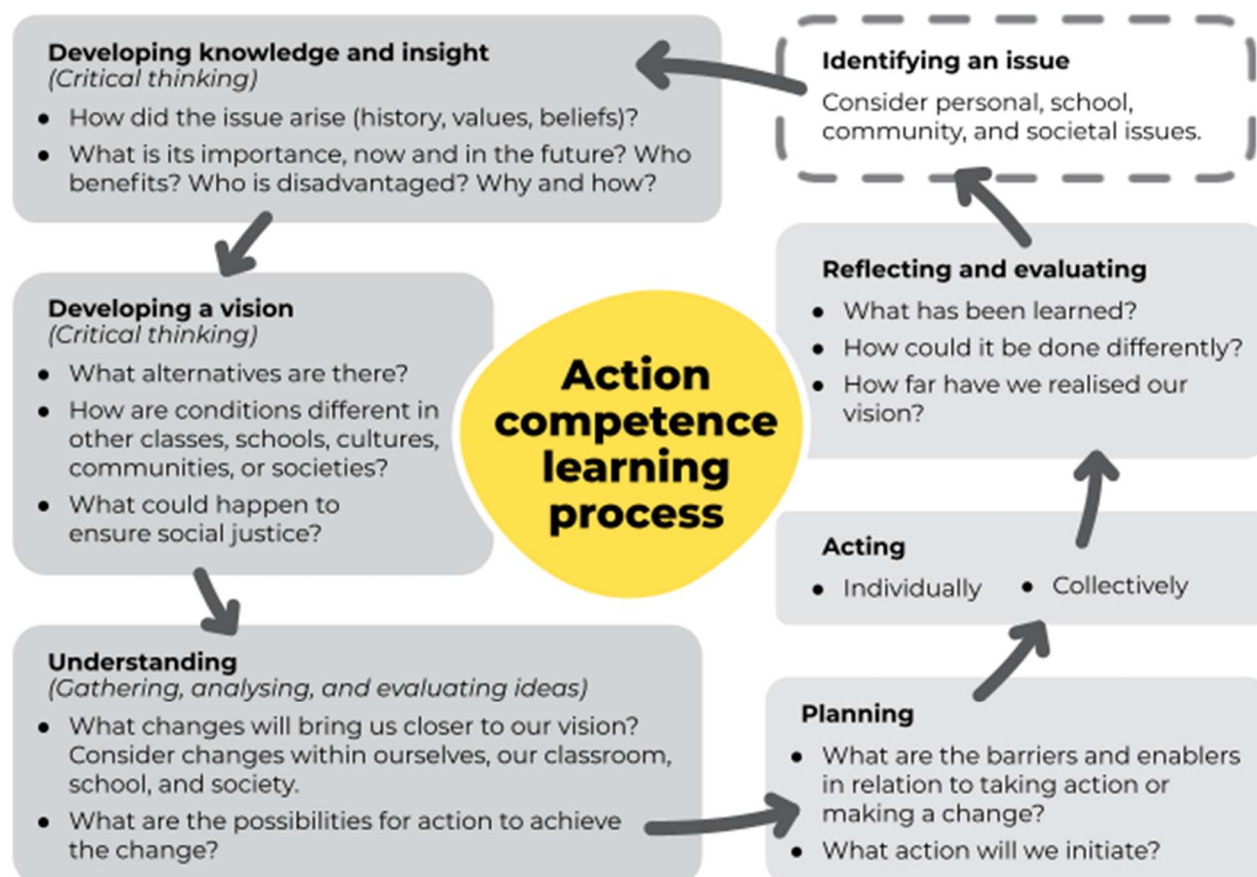 Identifying an issue
Consider personal, school,
community, and societal issues.
Developing knowledge and insight
(Critical thinking)
• How did the issue arise (history, values, beliefs)?
• What is its importance, now and in the future? Who
benefits? Who is disadvantaged? Why and how?
Developing a vision
(Critical thinking)
• What alternatives are there?
• How are conditions different in
other classes, schools, cultures,
communities, or societies?
• What could happen to
ensure social justice?
Understanding
(Gathering, analysing, and evaluating ideas)
• What changes will bring us closer to our vision?
Consider changes within ourselves, our classroom,
school, and society.
• What are the possibilities for action to achieve
the change?
Planning
• What are the barriers and enablers
in relation to taking action or
making a change?
• What action will we initiate?
Acting
• Individually • Collectively
Reflecting and evaluating
• What has been learned?
• How could it be done differently?
• How far have we realised our
vision?
Action
competence
learning
process